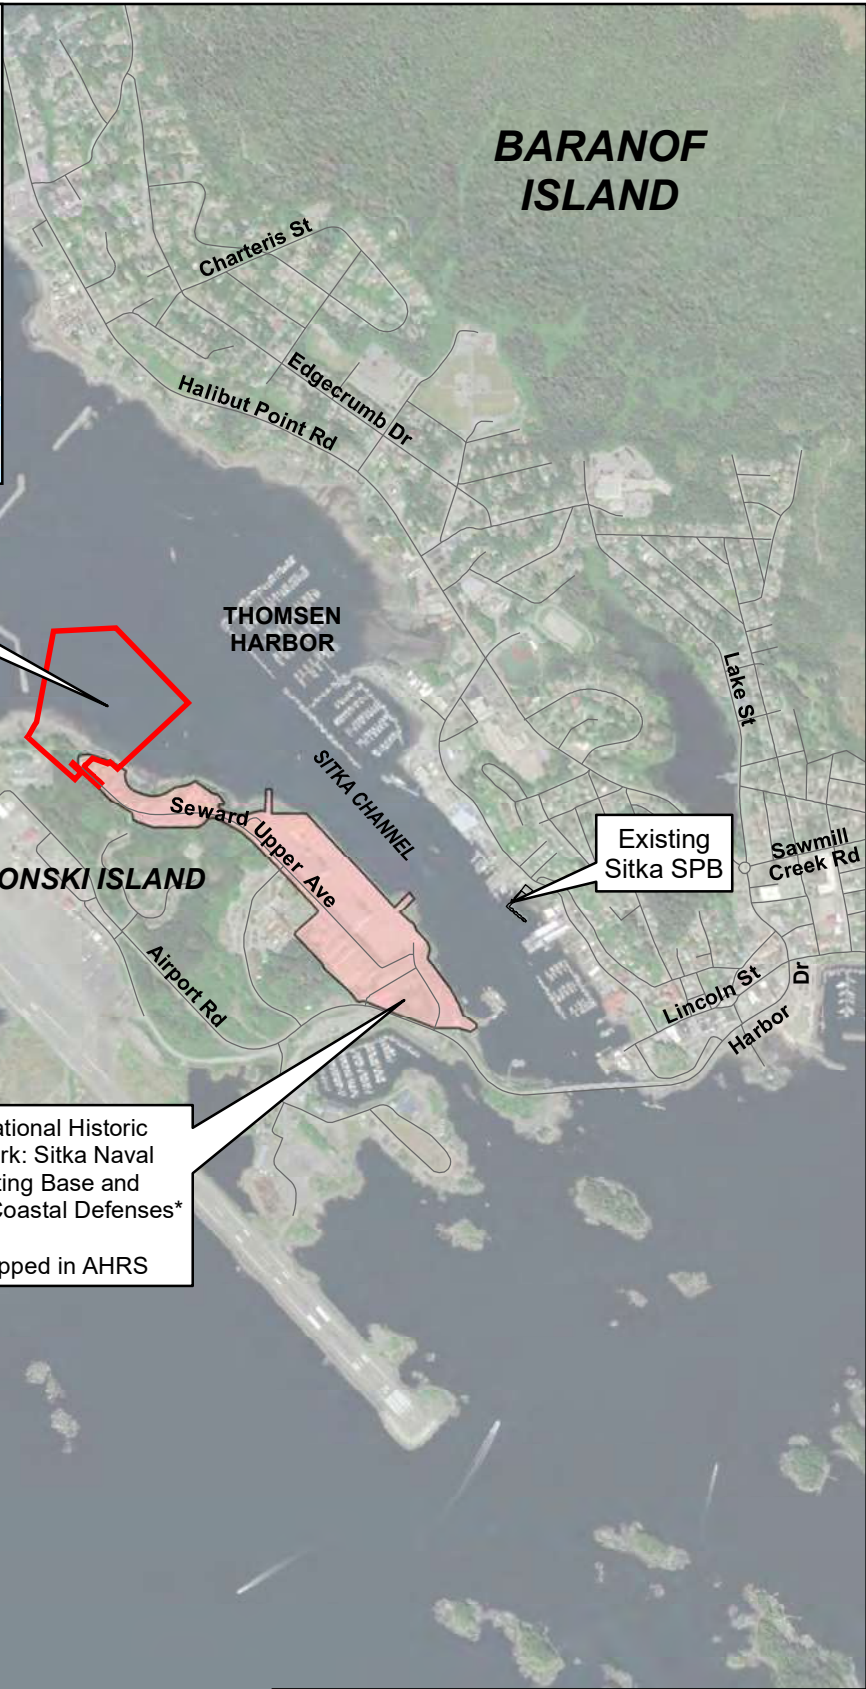 BARANOF
ISLAND
Charteris St
Edgecrumb Dr
Halibut Point Rd
THOMSEN
HARBOR
Lake St
SITKA CHANNEL
Seward
Upper Ave
Existing
Sitka SPB
Sawmill
Creek Rd
ONSKI ISLAND
Airport Rd
Lincoln St
Harbor
Dr
ational Historic
rk: Sitka Naval
ting Base and
Coastal Defenses*
pped in AHRS